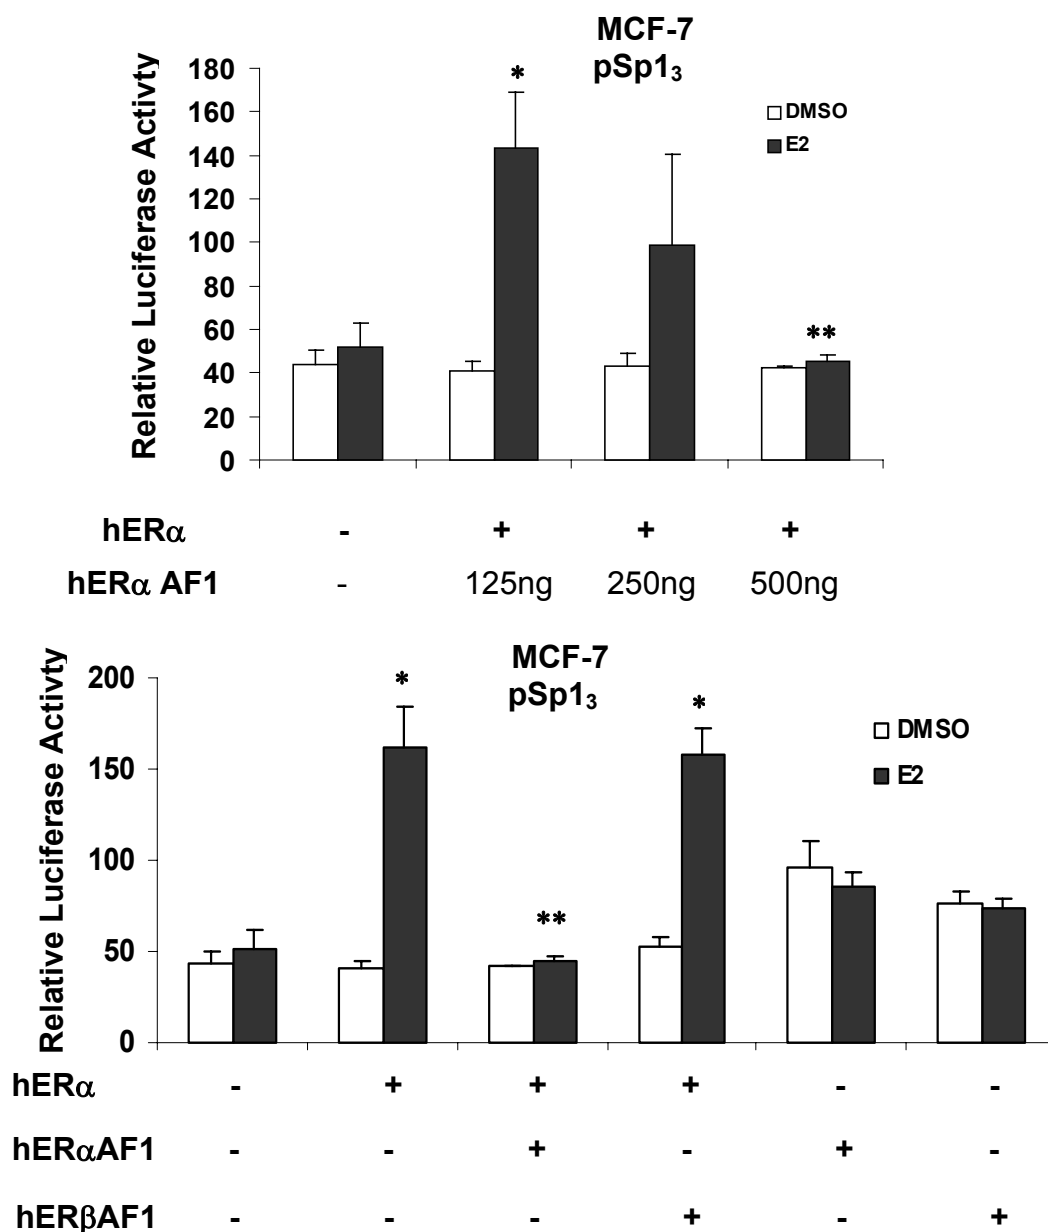 MCF-7
pSp1₃
Relative Luciferase Activty
180
160
140
120
100
80
60
40
20
0
*
**
DMSO
E2
hERα - + + +
hERα AF1 - 125ng 250ng 500ng
MCF-7
pSp1₃
Relative Luciferase Activty
200
150
100
50
0
*
**
*
DMSO
E2
hERα - + + + - -
hERαAF1 - - + - + -
hERβAF1 - - - + - +